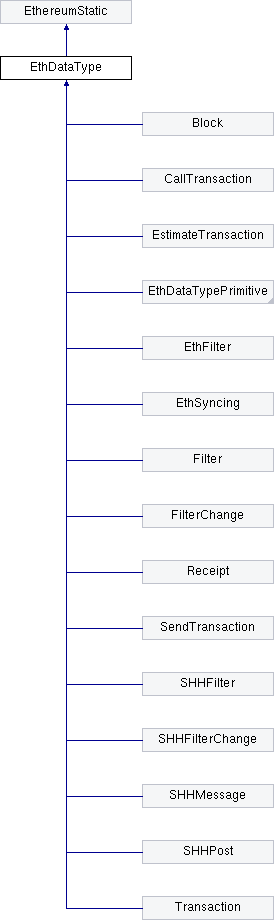 EthereumStatic
EthDataType
Block
CallTransaction
EstimateTransaction
EthDataTypePrimitive
EthFilter
EthSyncing
Filter
FilterChange
Receipt
SendTransaction
SHHFilter
SHHFilterChange
SHHMessage
SHHPost
Transaction